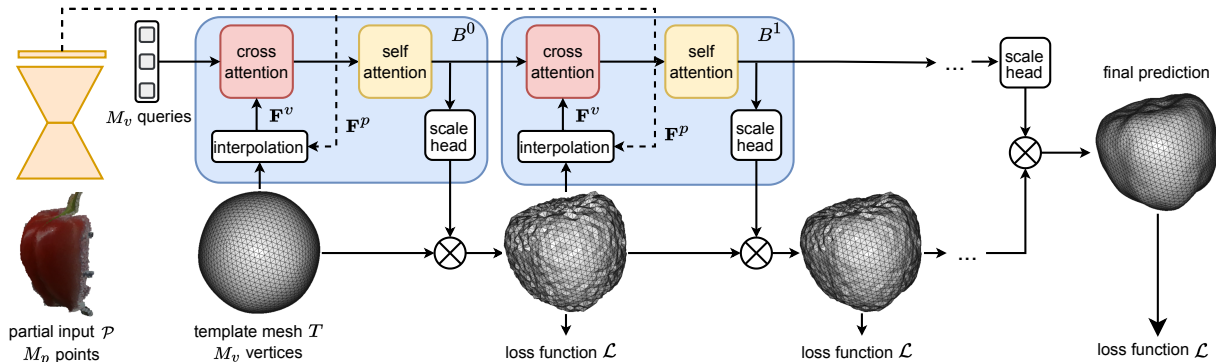 B^0
B^1
cross
attention
self
attention
cross
attention
self
attention
...
scale
head
final prediction
M_v queries
F^v
F^p
scale
head
F^v
F^p
scale
head
interpolation
interpolation
...
partial input P
M_p points
template mesh T
M_v vertices
loss function L
loss function L
loss function L